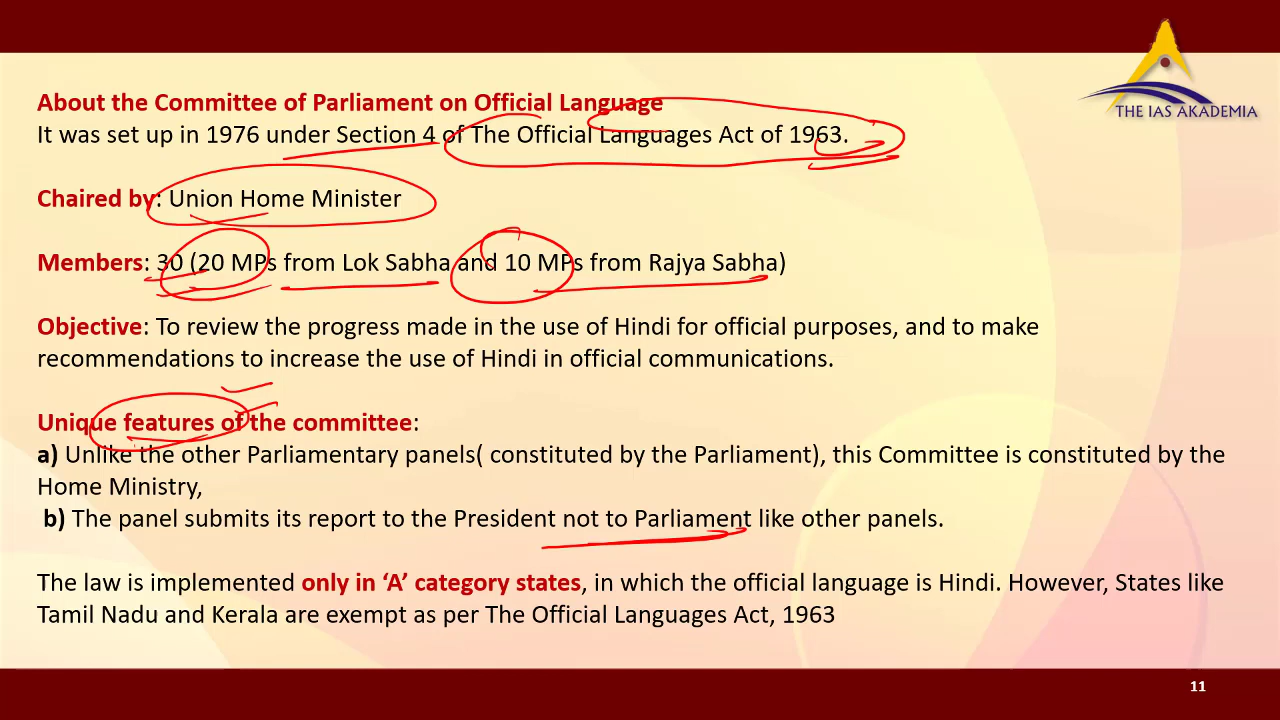 THE IAS AKADEMIA
About the Committee of Parliament on Official Language
It was set up in 1976 under Section 4 of The Official Languages Act of 1963.
Chaired by: Union Home Minister
Members: 30 (20 MPs from Lok Sabha and 10 MPs from Rajya Sabha)
Objective: To review the progress made in the use of Hindi for official purposes, and to make
recommendations to increase the use of Hindi in official communications.
Unique features of the committee:
a) Unlike the other Parliamentary panels( constituted by the Parliament), this Committee is constituted by the
Home Ministry,
b) The panel submits its report to the President not to Parliament like other panels.
The law is implemented only in ‘A’ category states, in which the official language is Hindi. However, States like
Tamil Nadu and Kerala are exempt as per The Official Languages Act, 1963
11